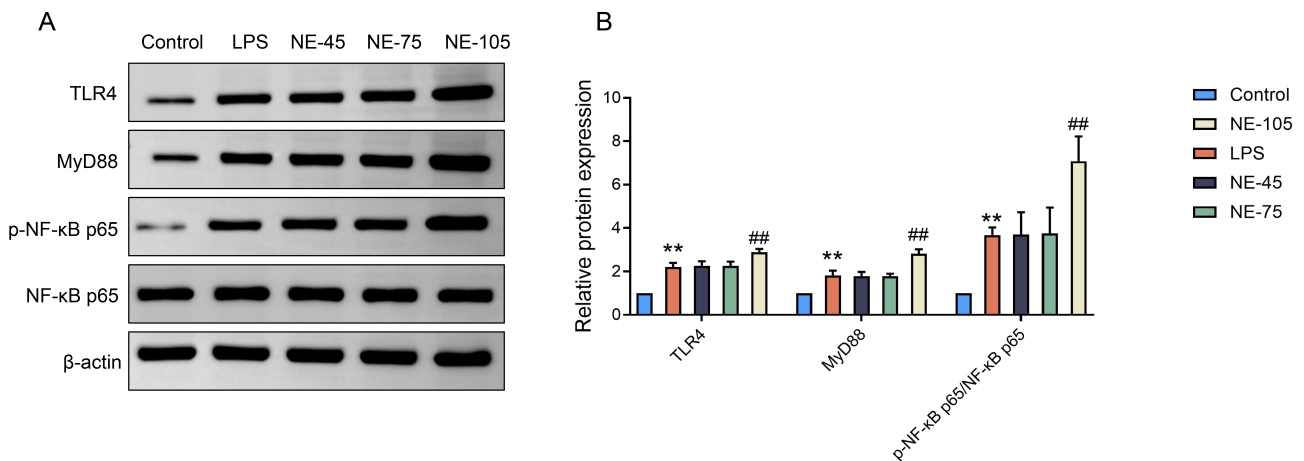 A
Control LPS NE-45 NE-75 NE-105
TLR4
MyD88
p-NF-κB p65
NF-κB p65
β-actin
B
Relative protein expression
10
8
6
4
2
0
** ## ** ## ** ##
TLR4 MyD88 p-NF-κB p65/NF-κB p65
Control
NE-105
LPS
NE-45
NE-75